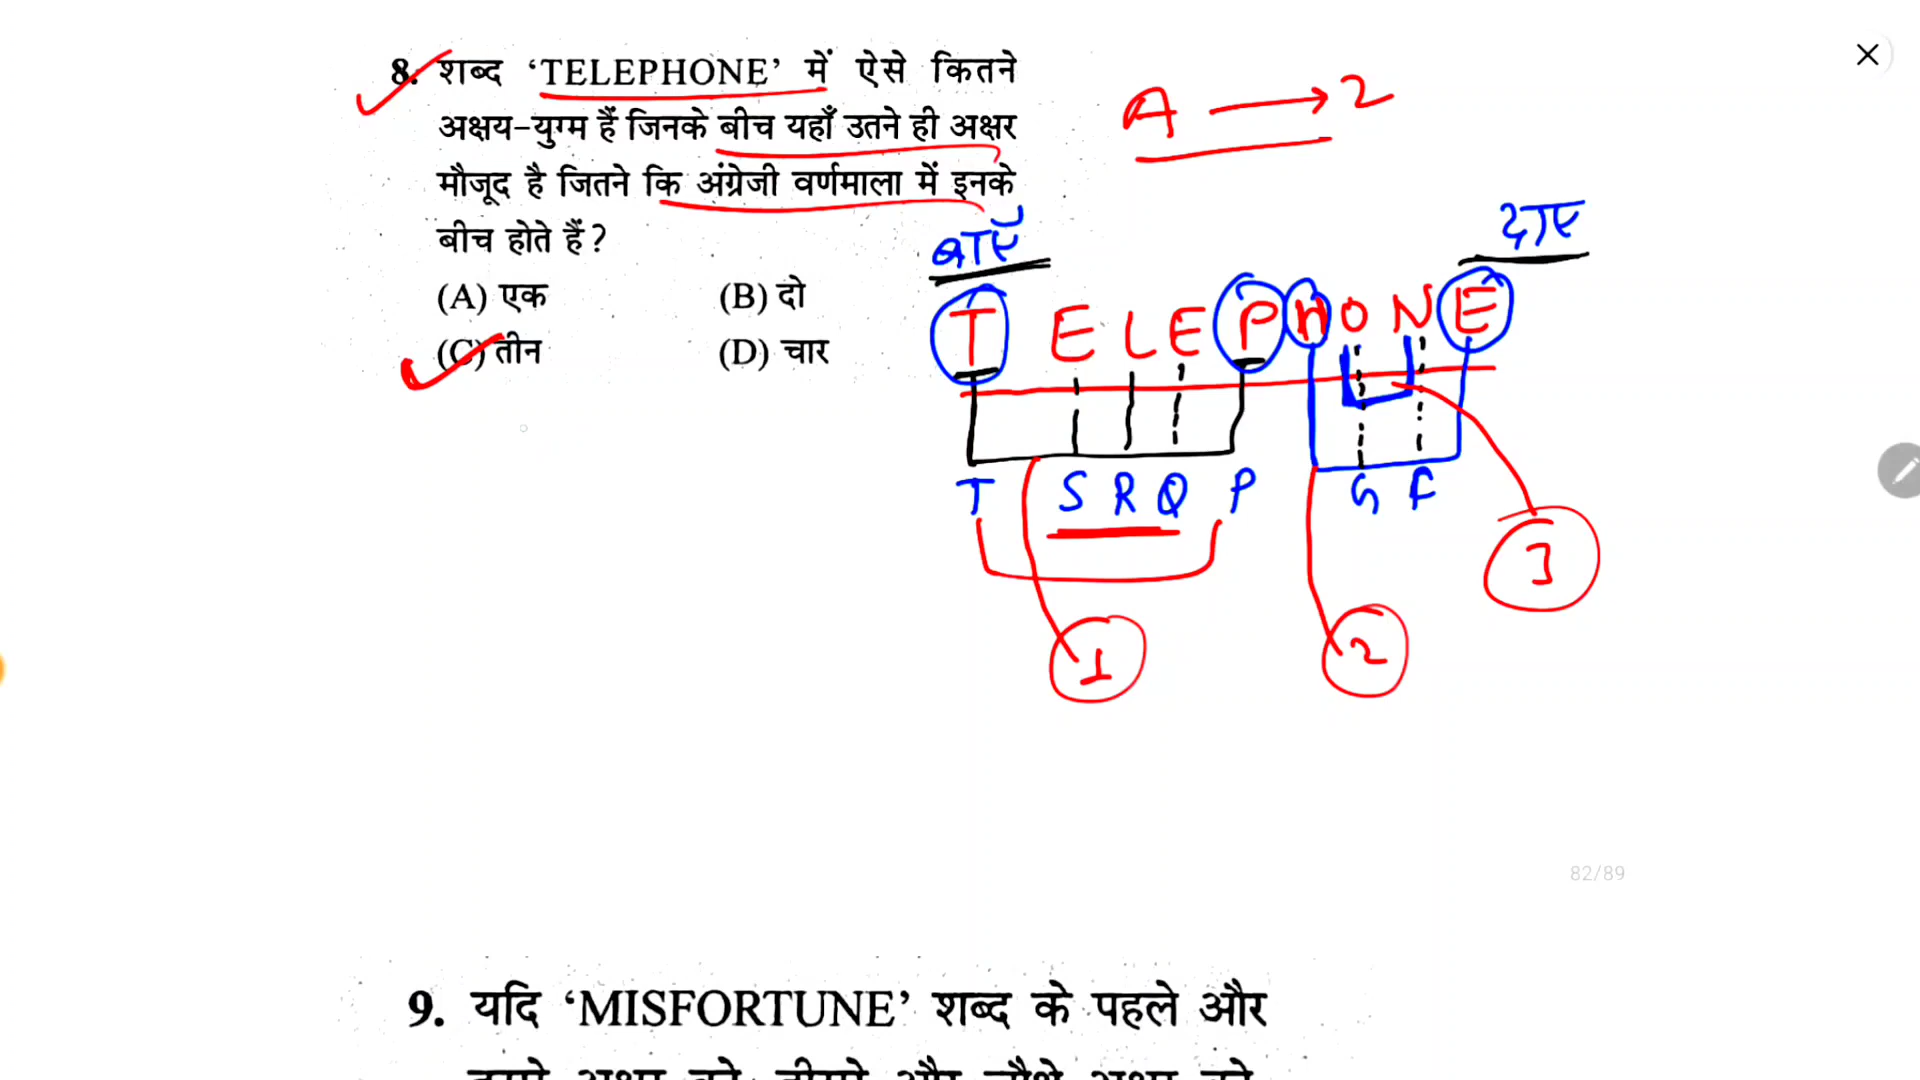 8. शब्द ‘TELEPHONE’ में ऐसे कितने
अक्षय-युग्म हैं जिनके बीच यहाँ उतने ही अक्षर
मौजूद है जितने कि अंग्रेजी वर्णमाला में इनके
बीच होते हैं?
(A) एक (B) दो
(C) तीन (D) चार
A → 2
बाएँ दाएं
T E L E P H O N E
T S R Q P G F
3
1 2
82/89
9. यदि ‘MISFORTUNE’ शब्द के पहले और